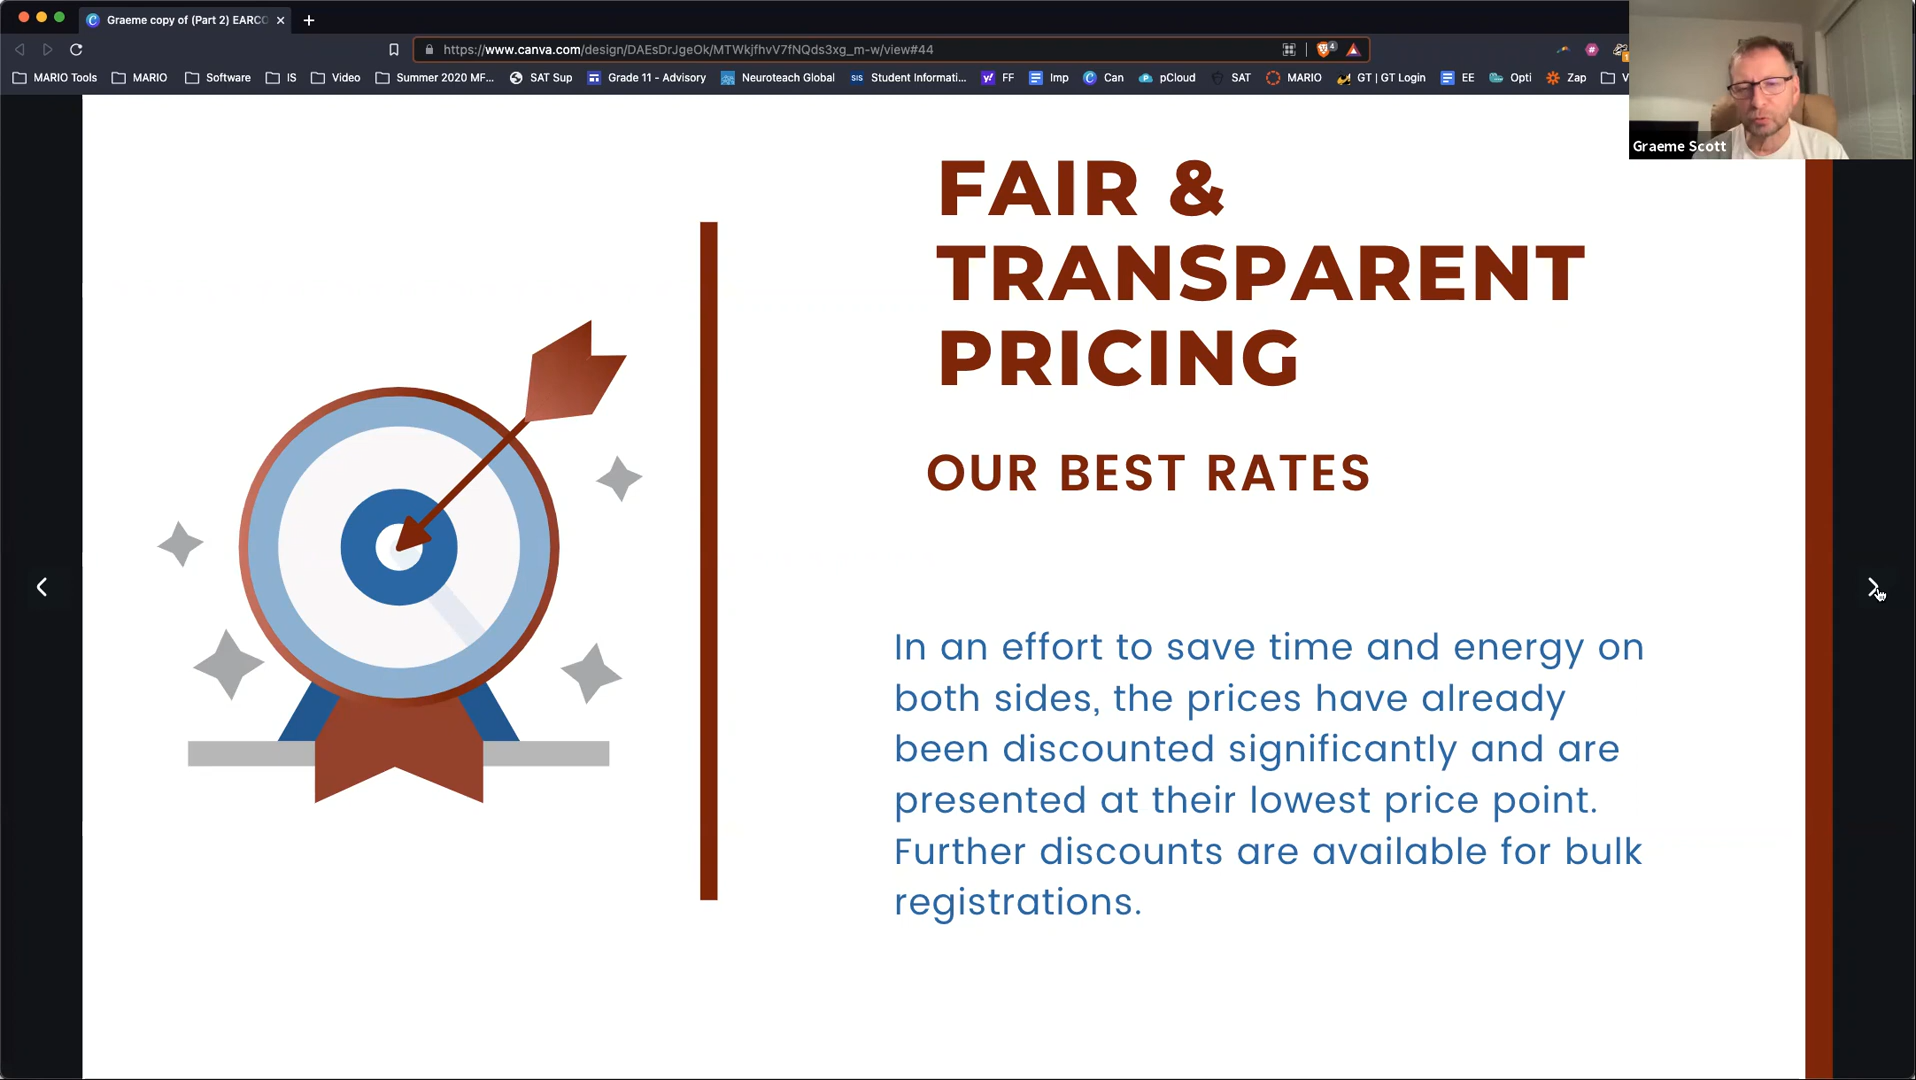 Graeme copy of (Part 2) EARCO
https://www.canva.com/design/DAEsDrJgeOk/MTWkjfhvV7fNQds3xg_m-w/view#44
4
MARIO Tools
MARIO
Software
IS
Video
Summer 2020 MF...
SAT Sup
Grade 11 - Advisory
Neuroteach Global
SIS
Student Informati...
FF
Imp
Can
pCloud
SAT
MARIO
GT | GT Login
EE
Opti
Zap
V
Graeme Scott
FAIR &
TRANSPARENT
PRICING
OUR BEST RATES
In an effort to save time and energy on
both sides, the prices have already
been discounted significantly and are
presented at their lowest price point.
Further discounts are available for bulk
registrations.